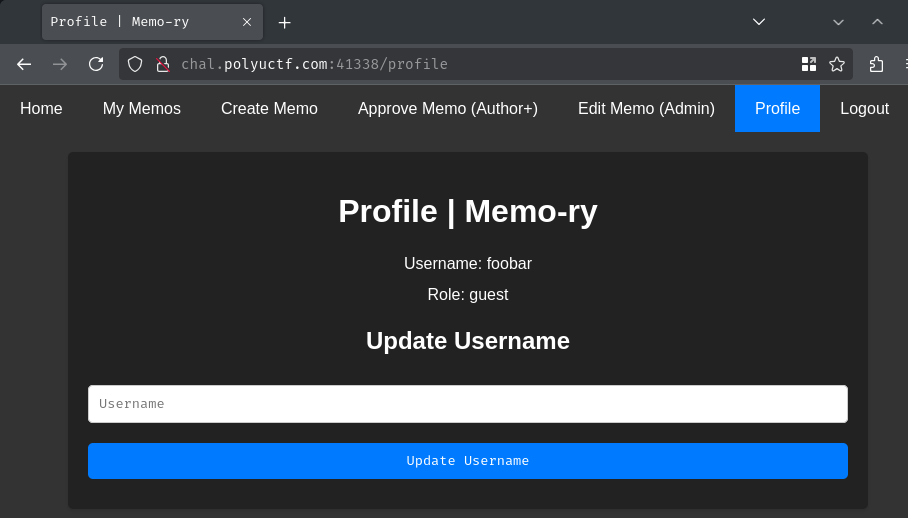 Profile | Memo-ry
chal.polyuctf.com:41338/profile
Home My Memos Create Memo Approve Memo (Author+) Edit Memo (Admin) Profile Logout
Profile | Memo-ry
Username: foobar
Role: guest
Update Username
Username
Update Username